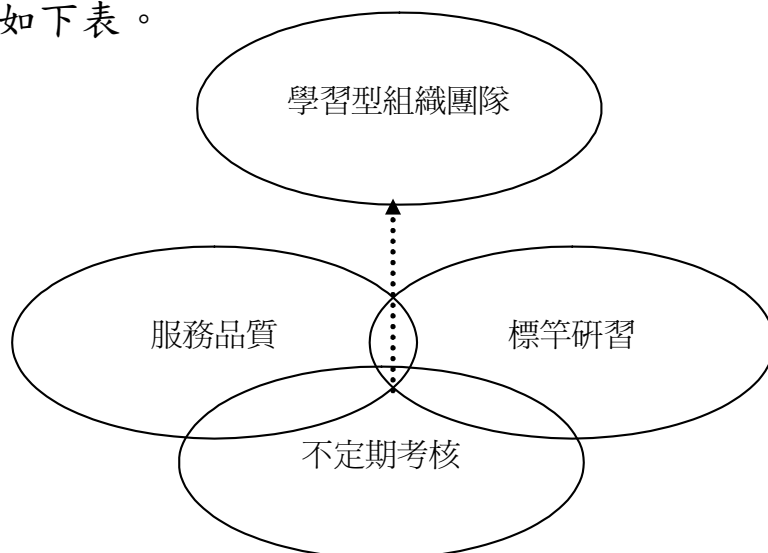 如下表。
學習型組織團隊
服務品質
標竿研習
不定期考核